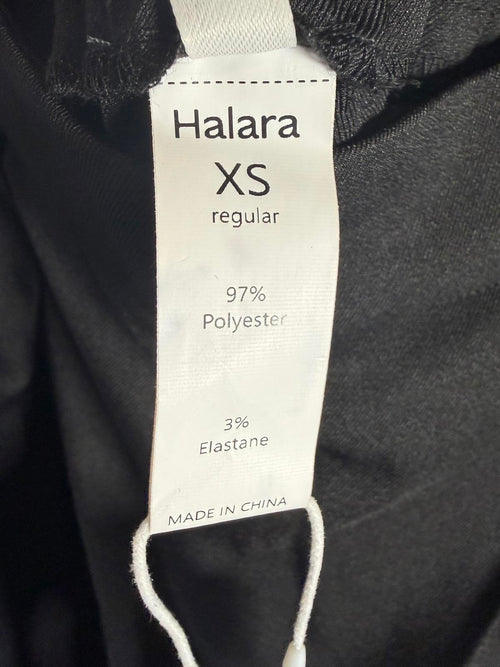 Halara
XS
regular
97%
Polyester
3%
Elastane
MADE IN CHINA